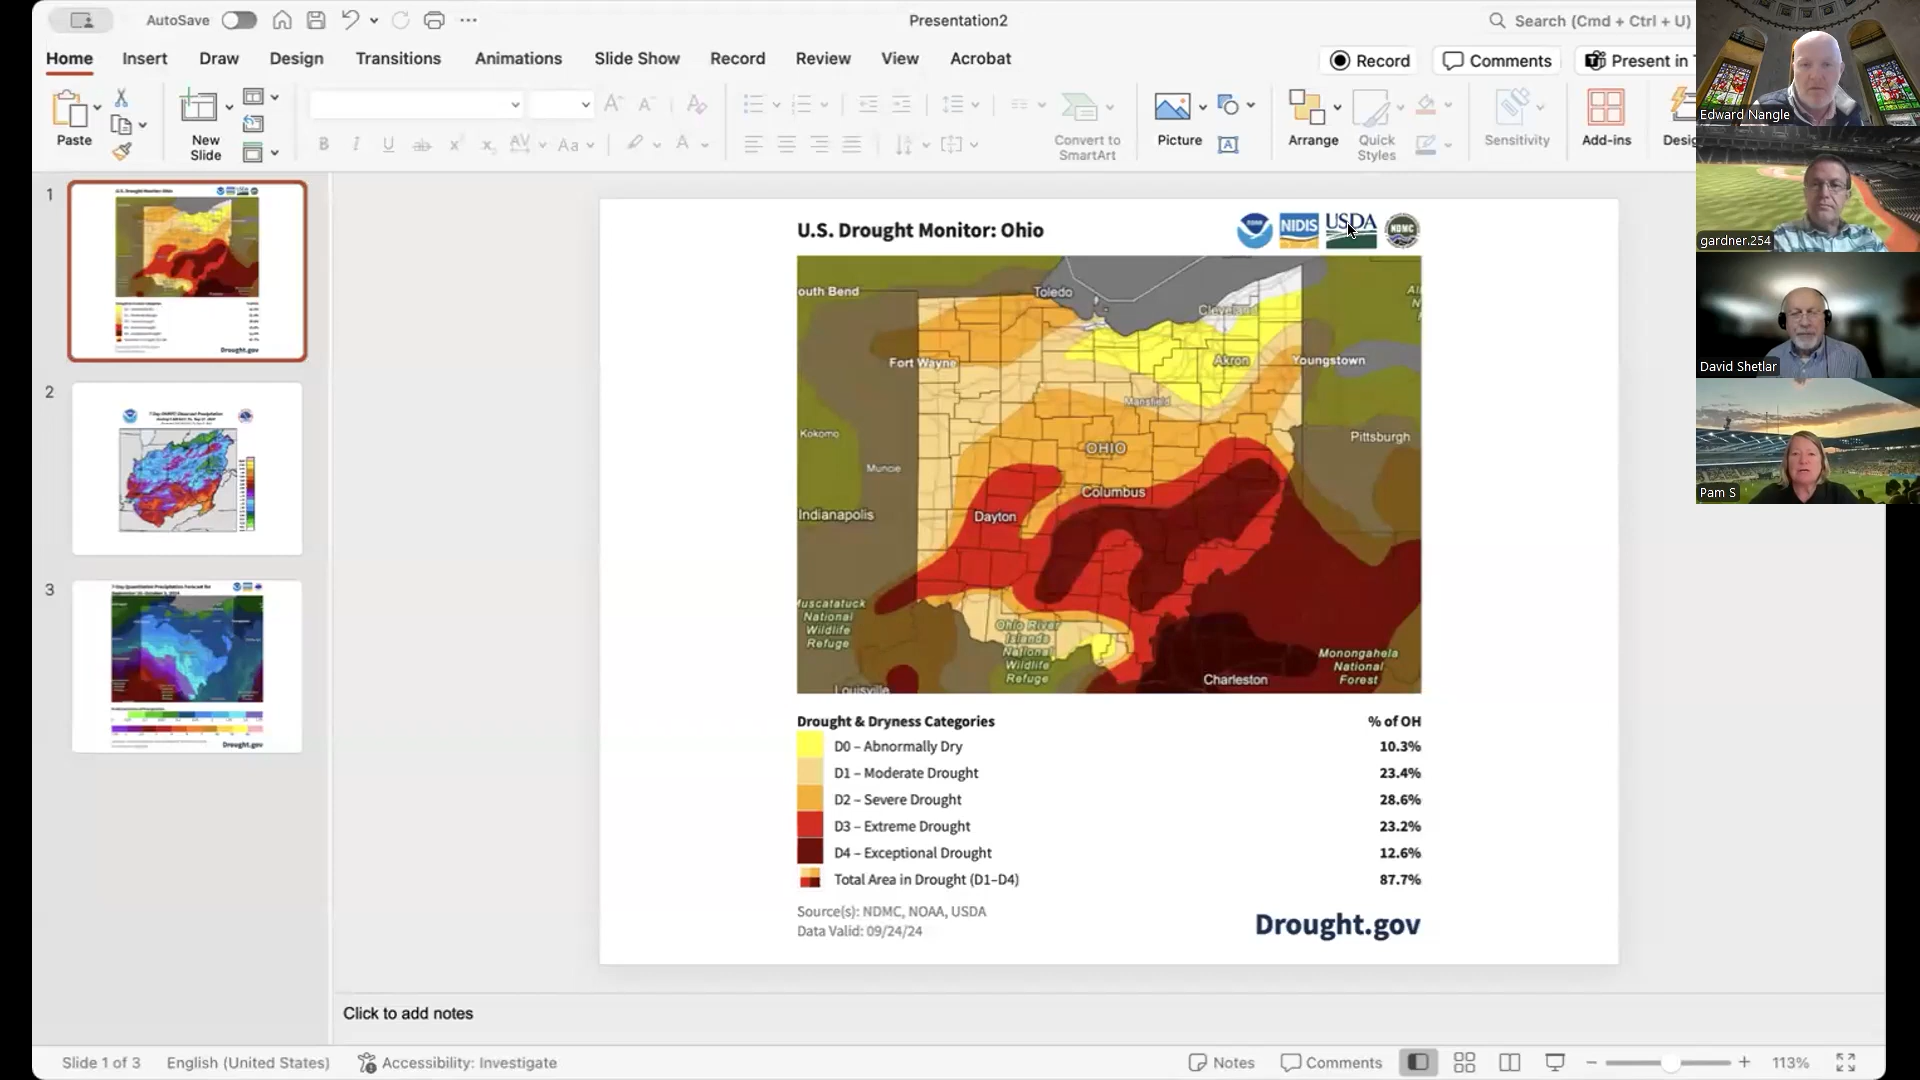 AutoSave
Presentation2
Search (Cmd + Ctrl + U)
Home Insert Draw Design Transitions Animations Slide Show Record Review View Acrobat
Record
Comments
Present in T
Paste
New
Slide
Aa
Convert to
SmartArt
Picture
Arrange
Quick
Styles
Sensitivity
Add-ins
Desig
Edward Nangle
gardner.254
David Shetlar
Pam S
1
2
3
U.S. Drought Monitor: Ohio
NIDIS
USDA
NDMC
outh Bend
Toledo
Cleveland
Fort Wayne
Akron
Youngstown
Mansfield
Kokomo
OHIO
Pittsburgh
Muncie
Columbus
Indianapolis
Dayton
Muscatatuck
National
Wildlife
Refuge
Ohio River
Islands
National
Wildlife
Refuge
Monongahela
National
Forest
Charleston
Louisville
Drought & Dryness Categories % of OH
D0 – Abnormally Dry 10.3%
D1 – Moderate Drought 23.4%
D2 – Severe Drought 28.6%
D3 – Extreme Drought 23.2%
D4 – Exceptional Drought 12.6%
Total Area in Drought (D1–D4) 87.7%
Source(s): NDMC, NOAA, USDA
Data Valid: 09/24/24
Drought.gov
Click to add notes
Slide 1 of 3
English (United States)
Accessibility: Investigate
Notes
Comments
113%